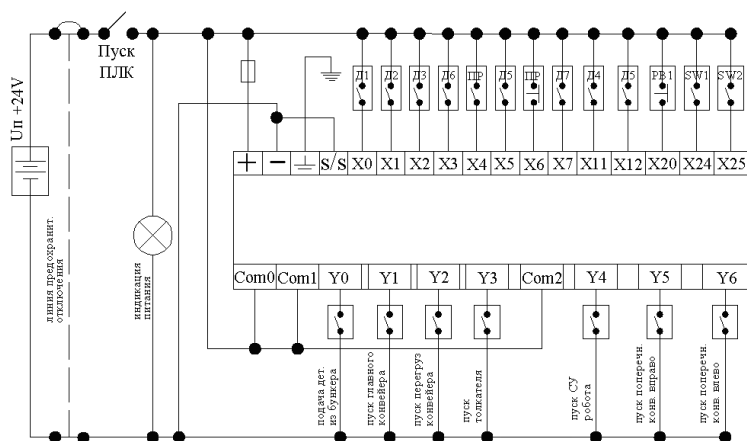 Пуск
ПЛК
Uп +24V
линия предохранит.
отключения
индикация
питания
Д1 Д2 Д3 Д6 ПР Д5 ПР Д7 Д4 Д5 РВ1 SW1 SW2
+ − S/S X0 X1 X2 X3 X4 X5 X6 X7 X11 X12 X20 X24 X25
Com0 Com1 Y0 Y1 Y2 Y3 Com2 Y4 Y5 Y6
подача дет.
из бункера
пуск главного
конвейера
пуск перегруз
конвейера
пуск
толкателя
пуск СУ
робота
пуск поперечн.
конв. вправо
пуск поперечн.
конв. влево